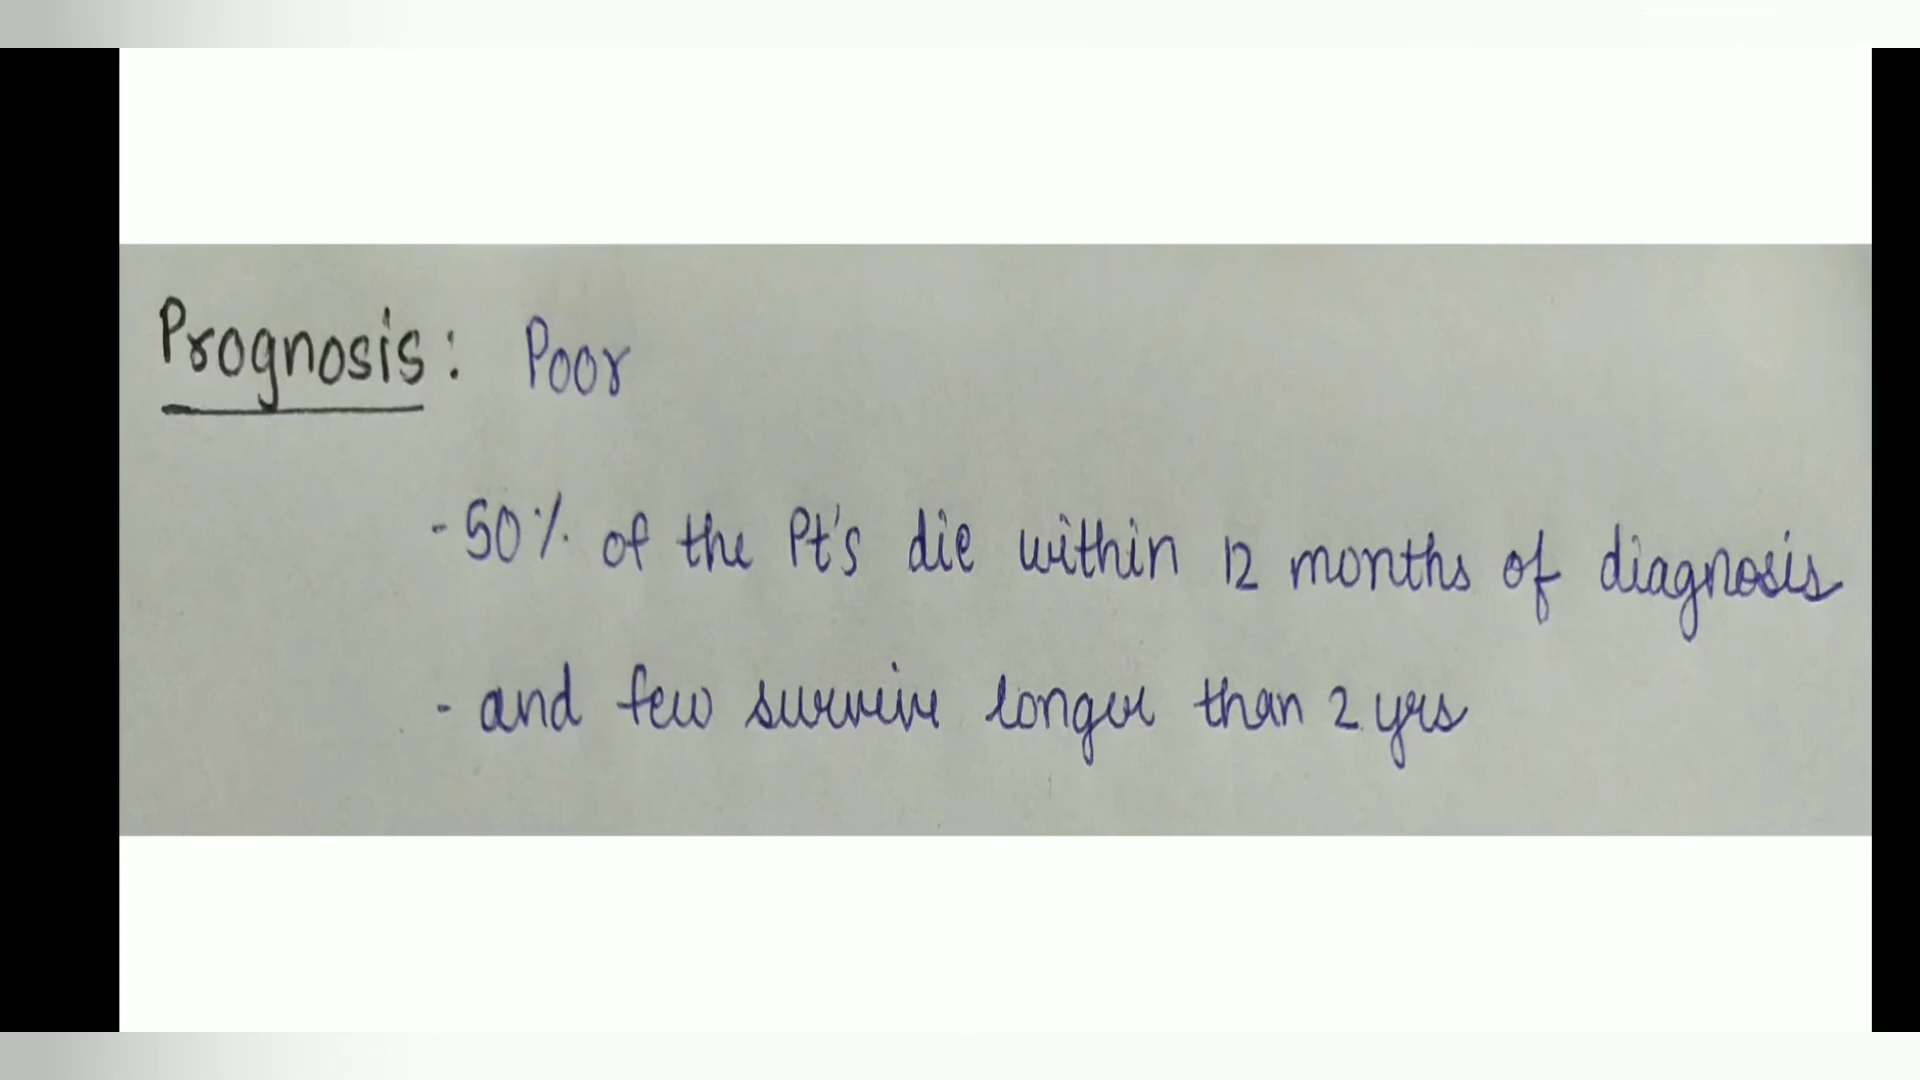 Prognosis: Poor
- 50% of the Pt's die within 12 months of diagnosis
- and few survive longer than 2 yrs